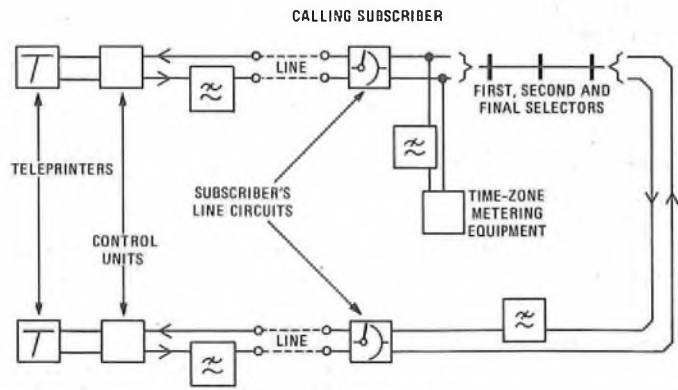 CALLING SUBSCRIBER
LINE
FIRST, SECOND AND
FINAL SELECTORS
TELEPRINTERS
SUBSCRIBER'S
LINE CIRCUITS
TIME-ZONE
METERING
EQUIPMENT
CONTROL
UNITS
LINE